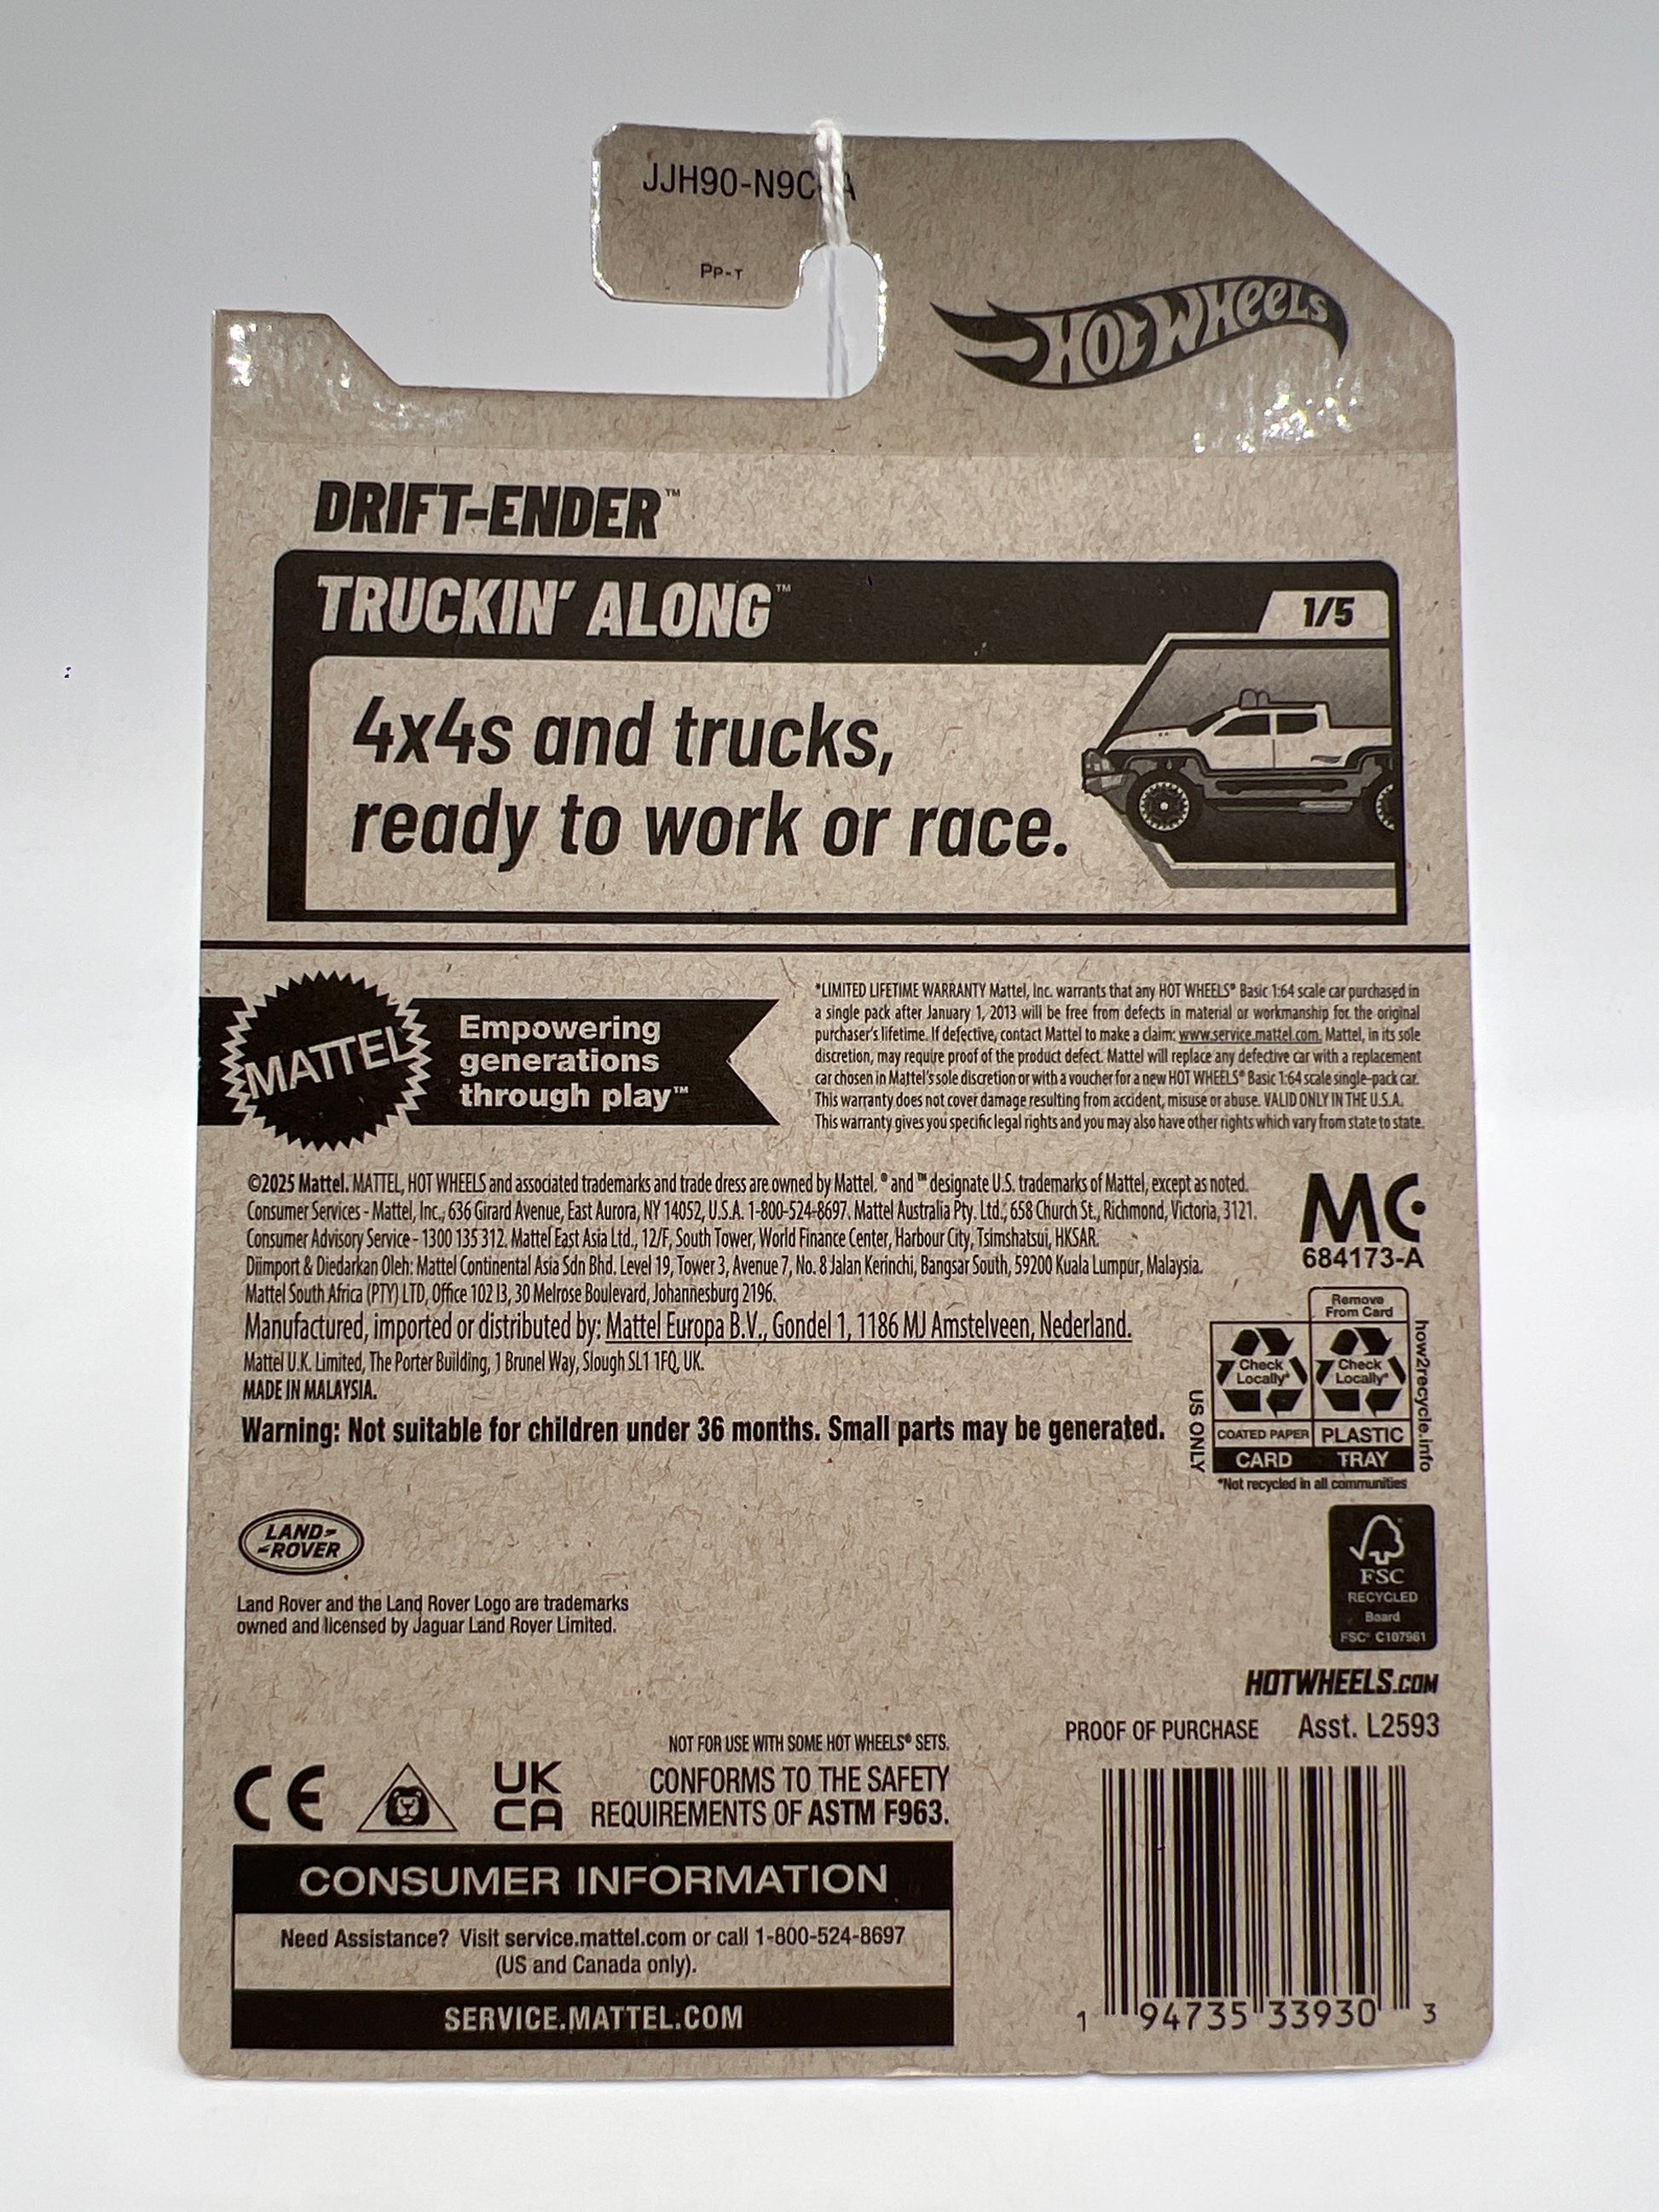 JJH90-N9C
PP-T
HOT WHEELS
DRIFT-ENDER™
TRUCKIN' ALONG™
1/5
4x4s and trucks,
ready to work or race.
MATTEL
Empowering
generations
through play™
*LIMITED LIFETIME WARRANTY Mattel, Inc. warrants that any HOT WHEELS® Basic 1:64 scale car purchased in
a single pack after January 1, 2013 will be free from defects in material or workmanship for the original
purchaser's lifetime. If defective, contact Mattel to make a claim: www.service.mattel.com. Mattel, in its sole
discretion, may require proof of the product defect. Mattel will replace any defective car with a replacement
car chosen in Mattel's sole discretion or with a voucher for a new HOT WHEELS® Basic 1:64 scale single-pack car.
This warranty does not cover damage resulting from accident, misuse or abuse. VALID ONLY IN THE U.S.A.
This warranty gives you specific legal rights and you may also have other rights which vary from state to state.
©2025 Mattel. MATTEL, HOT WHEELS and associated trademarks and trade dress are owned by Mattel. ® and ™ designate U.S. trademarks of Mattel, except as noted.
Consumer Services - Mattel, Inc., 636 Girard Avenue, East Aurora, NY 14052, U.S.A. 1-800-524-8697. Mattel Australia Pty. Ltd., 658 Church St., Richmond, Victoria, 3121.
Consumer Advisory Service - 1300 135 312. Mattel East Asia Ltd., 12/F, South Tower, World Finance Center, Harbour City, Tsimshatsui, HKSAR.
Diimport & Diedarkan Oleh: Mattel Continental Asia Sdn Bhd. Level 19, Tower 3, Avenue 7, No. 8 Jalan Kerinchi, Bangsar South, 59200 Kuala Lumpur, Malaysia.
Mattel South Africa (PTY) LTD, Office 102 I3, 30 Melrose Boulevard, Johannesburg 2196.
Manufactured, imported or distributed by: Mattel Europa B.V., Gondel 1, 1186 MJ Amstelveen, Nederland.
Mattel U.K. Limited, The Porter Building, 1 Brunel Way, Slough SL1 1FQ, UK.
MADE IN MALAYSIA.
Warning: Not suitable for children under 36 months. Small parts may be generated.
MC
684173-A
Remove
From Card
Check
Locally*
Check
Locally*
COATED PAPER
PLASTIC
CARD
TRAY
US ONLY
how2recycle.info
*Not recycled in all communities
LAND-
-ROVER
Land Rover and the Land Rover Logo are trademarks
owned and licensed by Jaguar Land Rover Limited.
FSC
RECYCLED
Board
FSC® C107961
HOTWHEELS.COM
PROOF OF PURCHASE Asst. L2593
NOT FOR USE WITH SOME HOT WHEELS® SETS.
CE
UK
CA
CONFORMS TO THE SAFETY
REQUIREMENTS OF ASTM F963.
CONSUMER INFORMATION
Need Assistance? Visit service.mattel.com or call 1-800-524-8697
(US and Canada only).
SERVICE.MATTEL.COM
1 94735 33930 3